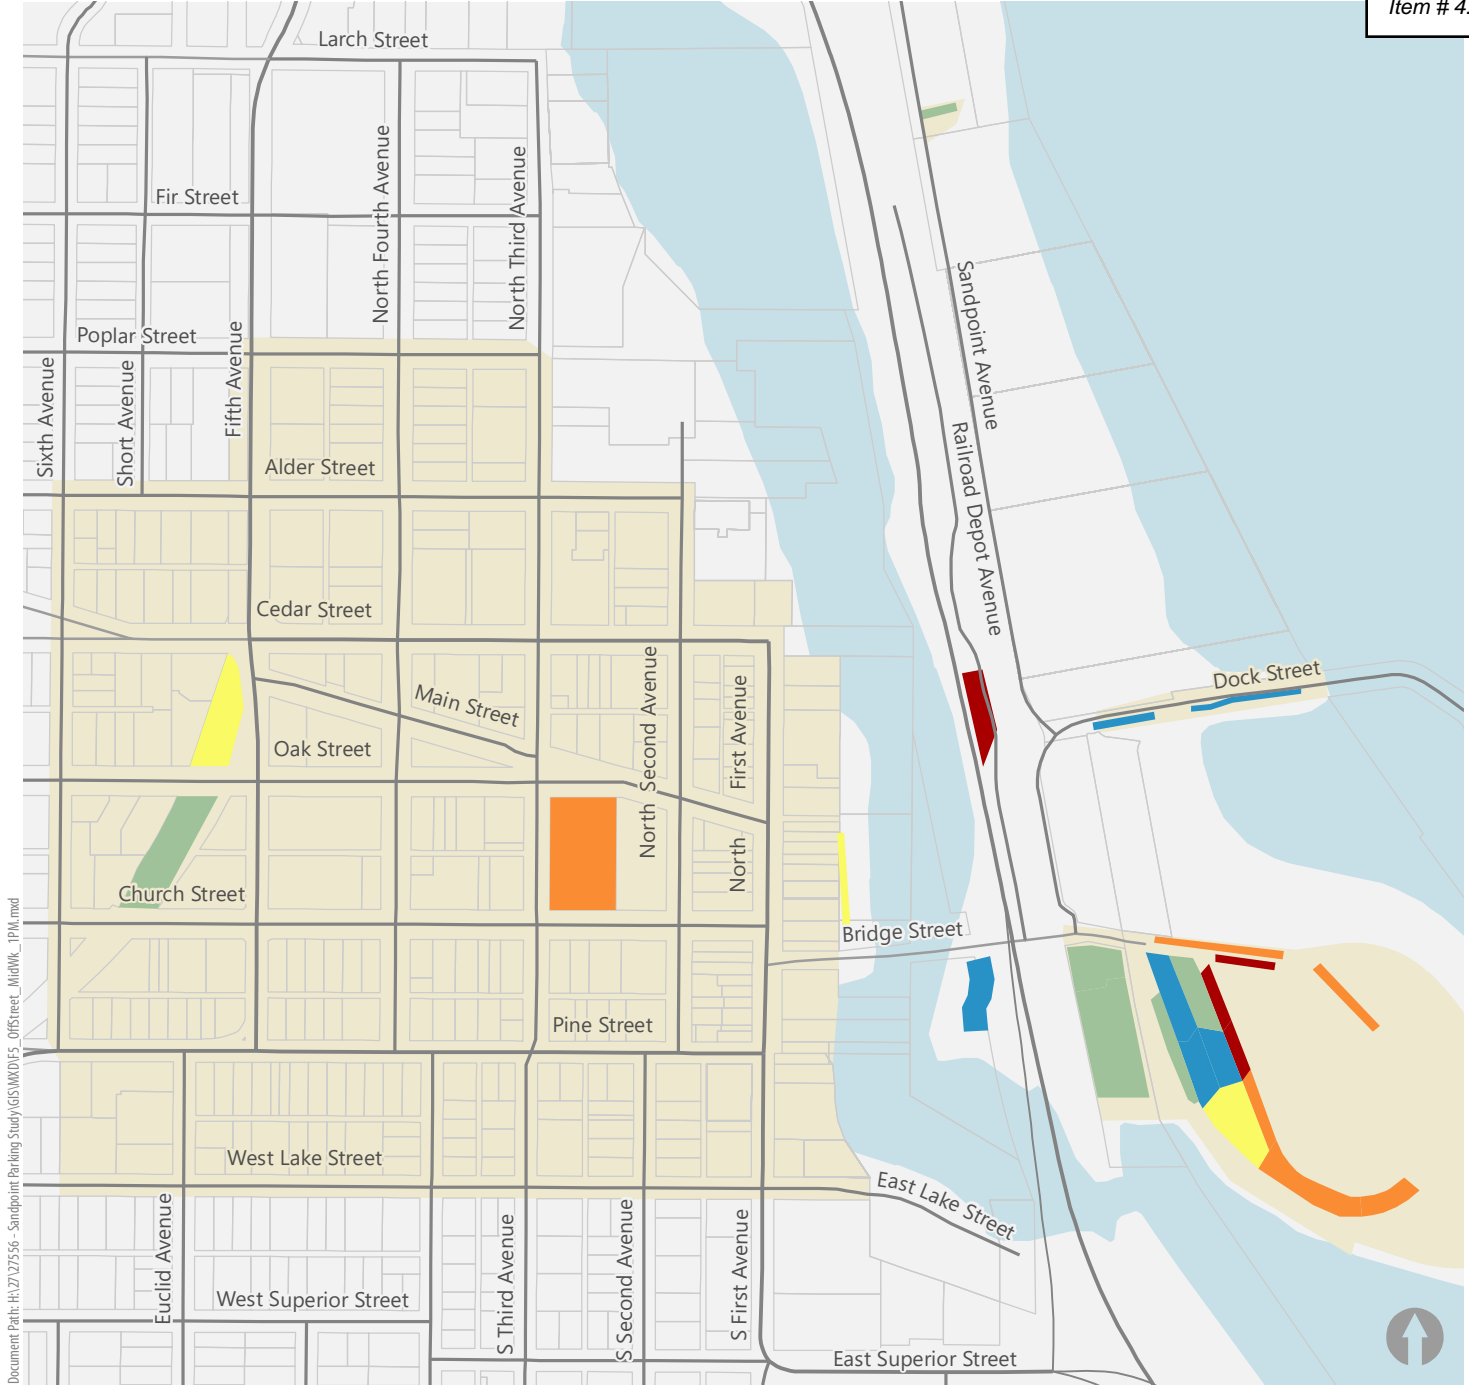 Item # 4.
Larch Street
Fir Street
North Fourth Avenue
North Third Avenue
Poplar Street
Sixth Avenue
Short Avenue
Fifth Avenue
Sandpoint Avenue
Alder Street
Railroad Depot Avenue
Cedar Street
Main Street
Oak Street
North Second Avenue
North First Avenue
Dock Street
Church Street
Bridge Street
Pine Street
West Lake Street
East Lake Street
Euclid Avenue
S Third Avenue
S Second Avenue
S First Avenue
West Superior Street
East Superior Street
Document Path: H:\27\27556 - Sandpoint Parking Study\GIS\MXD\F5_OffStreet_MidWk_1PM.mxd